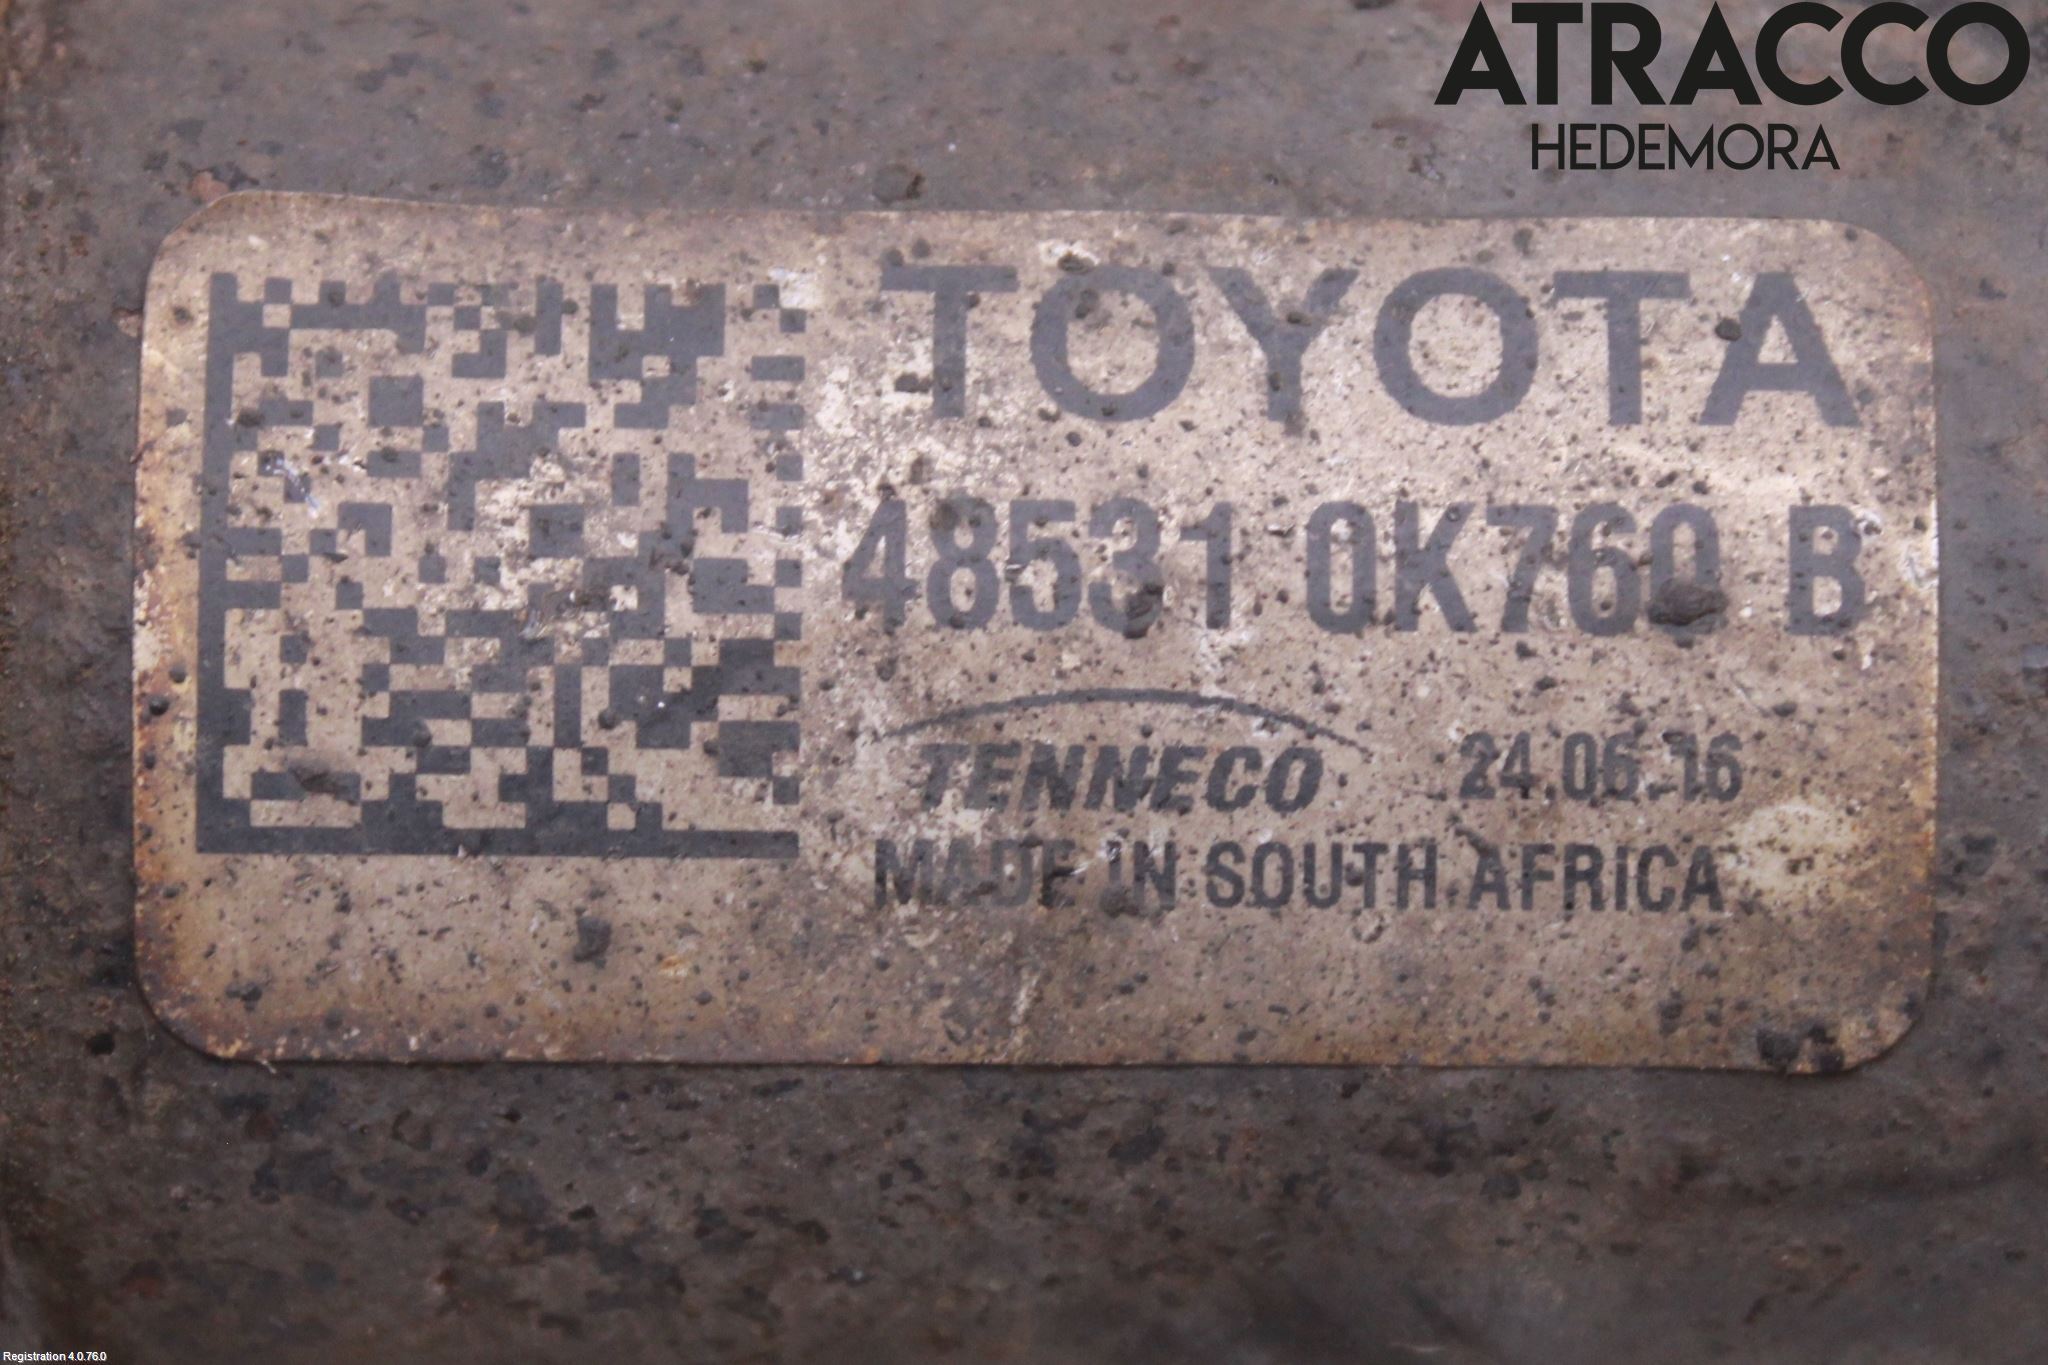 ATRACCO
HEDEMORA
TOYOTA
48531 0K760 B
TENNECO 24.06.16
MADE IN SOUTH AFRICA
Registration 4.0.76.0